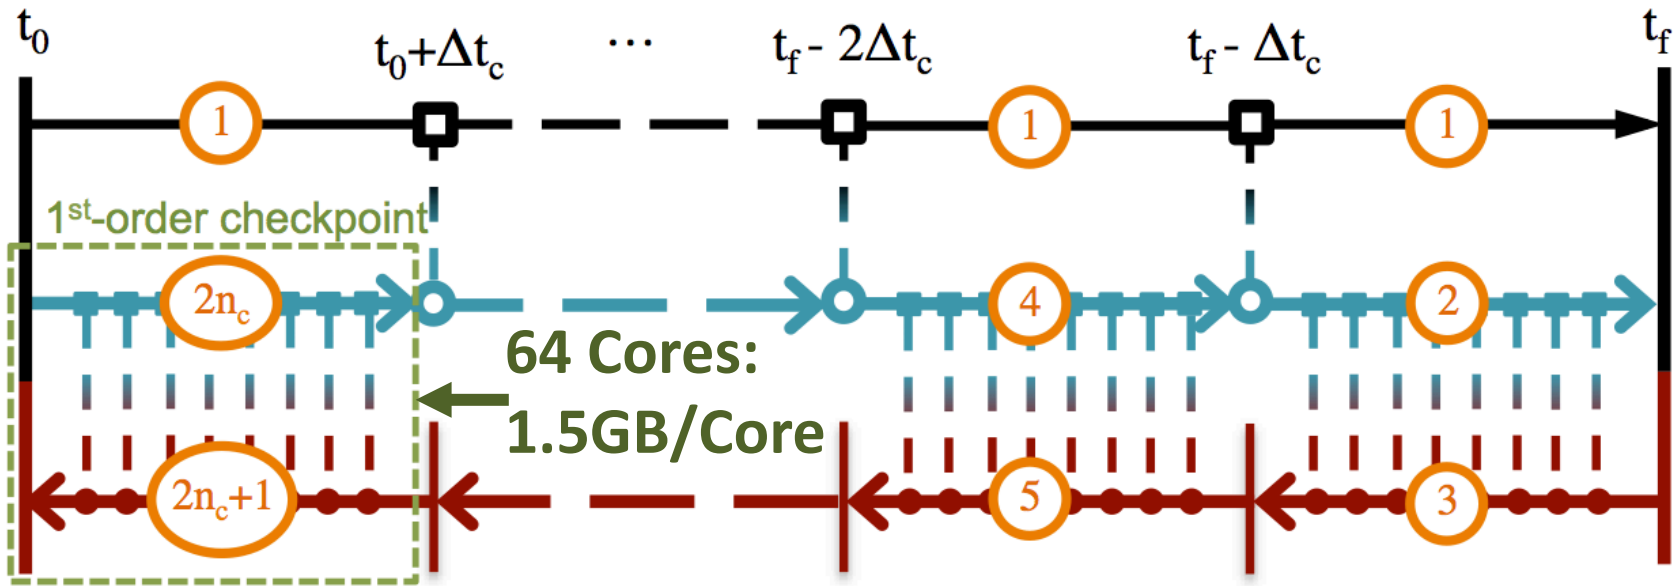 t0
t0+Δtc
...
tf - 2Δtc
tf - Δtc
tf
1
1
1
1st-order checkpoint
2nc
4
2
64 Cores:
1.5GB/Core
2nc+1
5
3